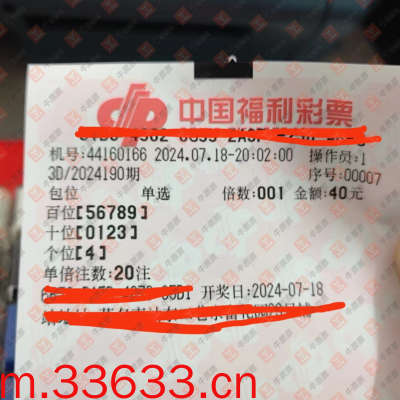 中国福利彩票
机号:44160166 2024.07.18-20:02:00 操作员:1
3D/2024190期 序号:00007
包位 单选 倍数:001 金额:40元
百位[56789]
十位[0123]
个位[4]
单倍注数:20注
开奖日:2024-07-18
m.33633.cn